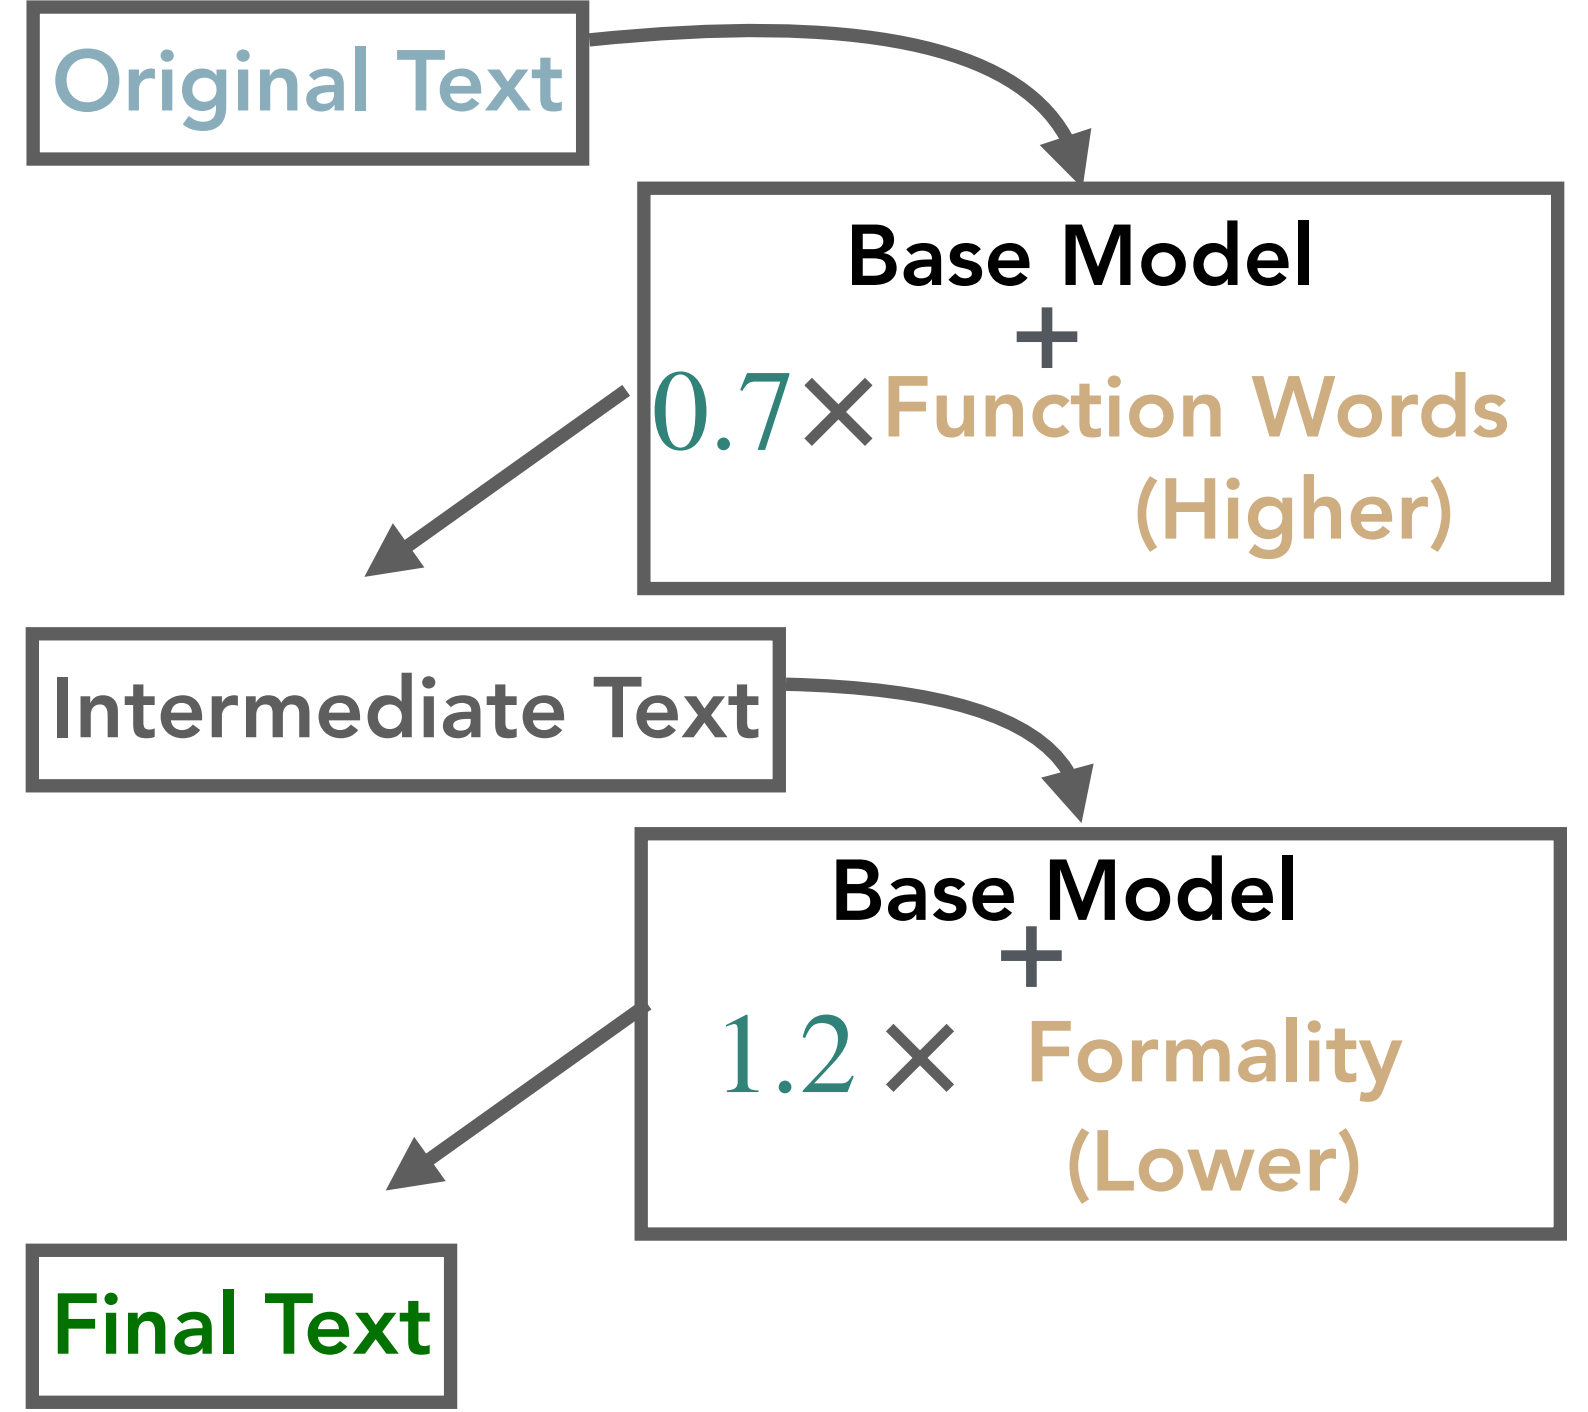 Original Text
Base Model
+
0.7×Function Words
(Higher)
Intermediate Text
Base Model
+
1.2 × Formality
(Lower)
Final Text